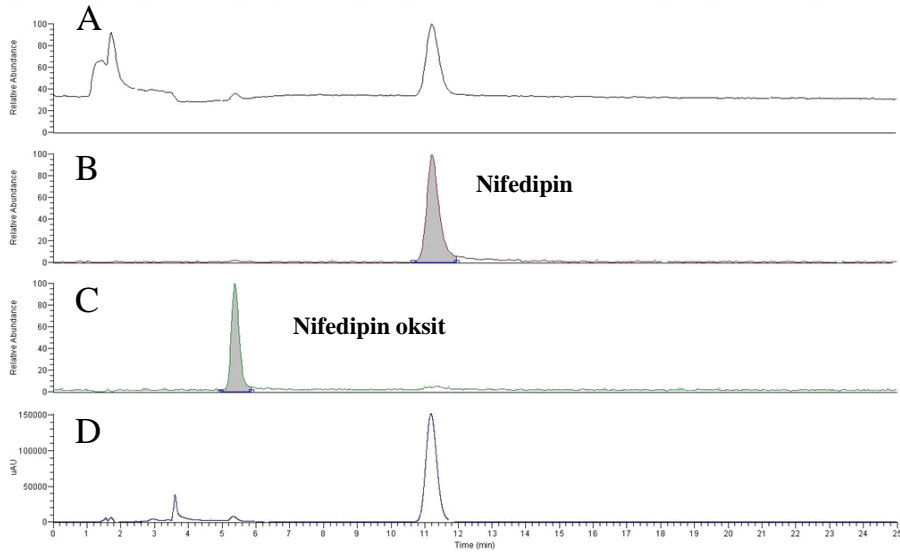 A
Relative Abundance
100
80
60
40
20
0
B
Nifedipin
Relative Abundance
100
80
60
40
20
0
C
Nifedipin oksit
Relative Abundance
100
80
60
40
20
0
D
uAU
150000
100000
50000
0
0 1 2 3 4 5 6 7 8 9 10 11 12 13 14 15 16 17 18 19 20 21 22 23 24 25
Time (min)